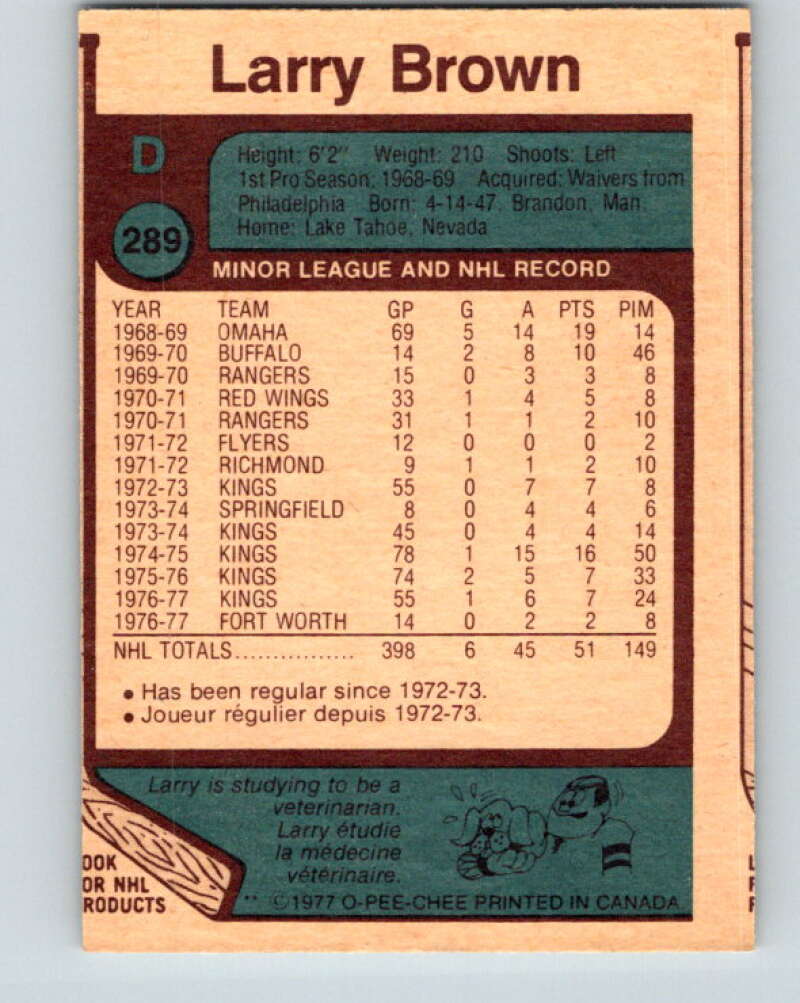 Larry Brown
D
Height: 6'2" Weight: 210 Shoots: Left
1st Pro Season: 1968-69 Acquired: Waivers from
Philadelphia Born: 4-14-47, Brandon, Man.
Home: Lake Tahoe, Nevada
289
MINOR LEAGUE AND NHL RECORD
YEAR TEAM GP G A PTS PIM
1968-69 OMAHA 69 5 14 19 14
1969-70 BUFFALO 14 2 8 10 46
1969-70 RANGERS 15 0 3 3 8
1970-71 RED WINGS 33 1 4 5 8
1970-71 RANGERS 31 1 1 2 10
1971-72 FLYERS 12 0 0 0 2
1971-72 RICHMOND 9 1 1 2 10
1972-73 KINGS 55 0 7 7 8
1973-74 SPRINGFIELD 8 0 4 4 6
1973-74 KINGS 45 0 4 4 14
1974-75 KINGS 78 1 15 16 50
1975-76 KINGS 74 2 5 7 33
1976-77 KINGS 55 1 6 7 24
1976-77 FORT WORTH 14 0 2 2 8
NHL TOTALS................ 398 6 45 51 149
• Has been regular since 1972-73.
• Joueur régulier depuis 1972-73.
Larry is studying to be a
veterinarian.
Larry étudie
la médecine
vétérinaire.
OOK
OR NHL
RODUCTS
** ©1977 O-PEE-CHEE PRINTED IN CANADA
L
F
F